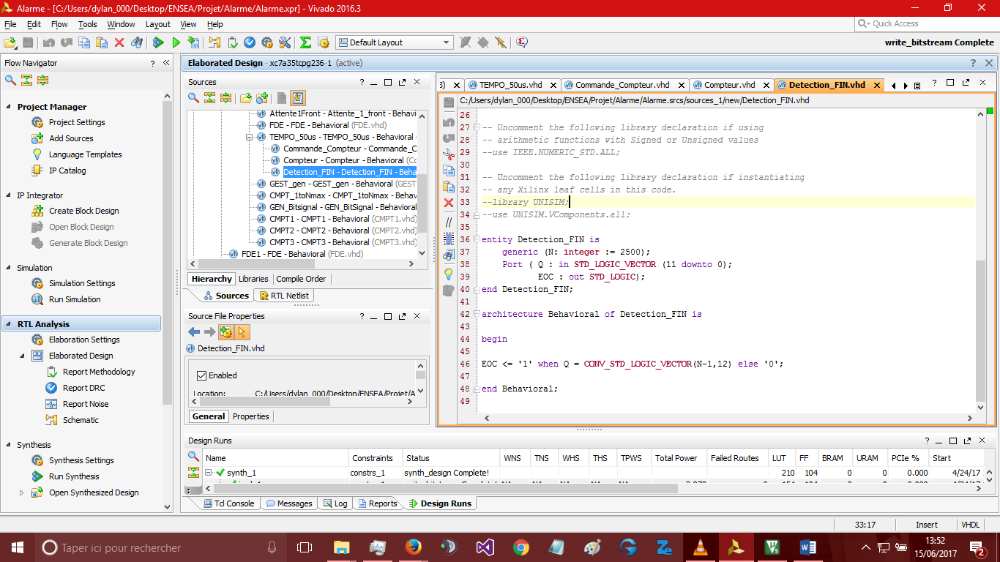 Alarme - [C:/Users/dylan_000/Desktop/ENSEA/Projet/Alarme/Alarme.xpr] - Vivado 2016.3
File Edit Flow Tools Window Layout View Help
Quick Access
Default Layout
write_bitstream Complete
Flow Navigator
Project Manager
Project Settings
Add Sources
Language Templates
IP Catalog
IP Integrator
Create Block Design
Open Block Design
Generate Block Design
Simulation
Simulation Settings
Run Simulation
RTL Analysis
Elaboration Settings
Elaborated Design
Report Methodology
Report DRC
Report Noise
Schematic
Synthesis
Synthesis Settings
Run Synthesis
Open Synthesized Design
Elaborated Design - xc7a35tcpg236-1 (active)
Sources
Attente1Front - Attente_1_front - Behavi
FDE - FDE - Behavioral (FDE.vhd)
TEMPO_50us - TEMPO_50us - Behavioral
Commande_Compteur - Commande_C
Compteur - Compteur - Behavioral (Co
Detection_FIN - Detection_FIN - Beha
GEST_gen - GEST_gen - Behavioral (GEST
CMPT_1toNmax - CMPT_1toNmax - Behav
GEN_Bitsignal - GEN_BitSignal - Behavior
CMPT1 - CMPT1 - Behavioral (CMPT1.vhd)
CMPT2 - CMPT2 - Behavioral (CMPT2.vhd)
CMPT3 - CMPT3 - Behavioral (CMPT3.vhd)
FDE1 - FDE - Behavioral (FDE.vhd)
Hierarchy Libraries Compile Order
Sources RTL Netlist
Source File Properties
Detection_FIN.vhd
Enabled
Location: C:/Users/dylan_000/Desktop/ENSEA/Projet/A
General Properties
TEMPO_50us.vhd Commande_Compteur.vhd Compteur.vhd Detection_FIN.vhd
C:/Users/dylan_000/Desktop/ENSEA/Projet/Alarme/Alarme.srcs/sources_1/new/Detection_FIN.vhd
26
27 -- Uncomment the following library declaration if using
28 -- arithmetic functions with Signed or Unsigned values
29 --use IEEE.NUMERIC_STD.ALL;
30
31 -- Uncomment the following library declaration if instantiating
32 -- any Xilinx leaf cells in this code.
33 --library UNISIM;
34 --use UNISIM.VComponents.all;
35
36 entity Detection_FIN is
37 generic (N: integer := 2500);
38 Port ( Q : in STD_LOGIC_VECTOR (11 downto 0);
39 EOC : out STD_LOGIC);
40 end Detection_FIN;
41
42 architecture Behavioral of Detection_FIN is
43
44 begin
45
46 EOC <= '1' when Q = CONV_STD_LOGIC_VECTOR(N-1,12) else '0';
47
48 end Behavioral;
49
Design Runs
Name Constraints Status WNS TNS WHS THS TPWS Total Power Failed Routes LUT FF BRAM URAM PCIe % Start
synth_1 constrs_1 synth_design Complete! 210 104 0 0 0.000 4/24/17
Tcl Console Messages Log Reports Design Runs
33:17 Insert VHDL
Taper ici pour rechercher
13:52
15/06/2017
2